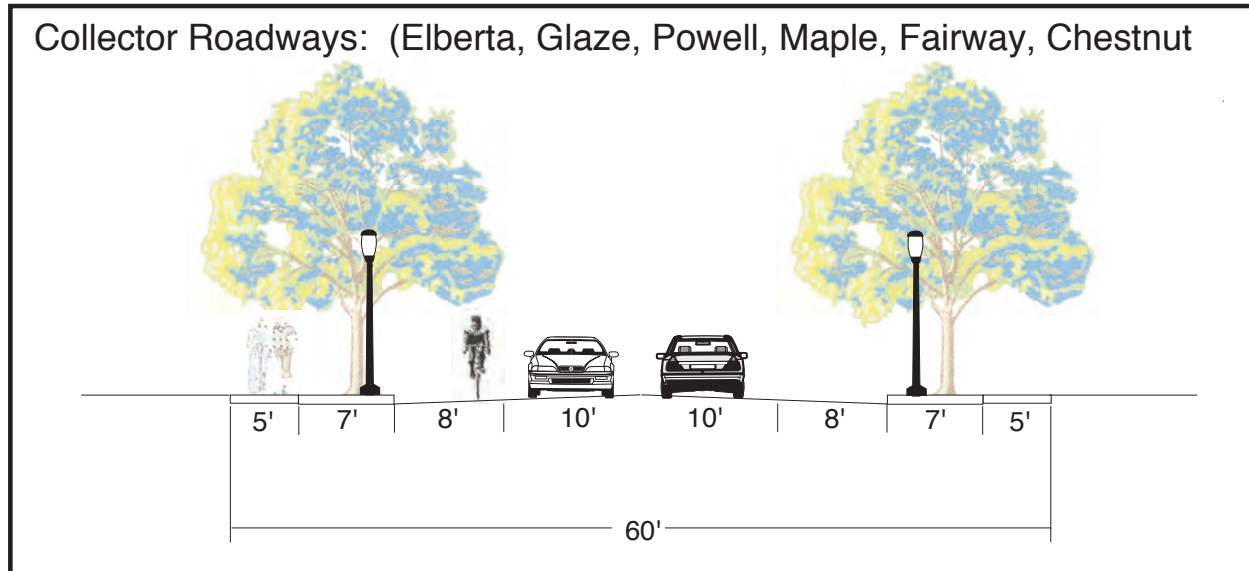 Collector Roadways: (Elberta, Glaze, Powell, Maple, Fairway, Chestnut
5' 7' 8' 10' 10' 8' 7' 5'
60'